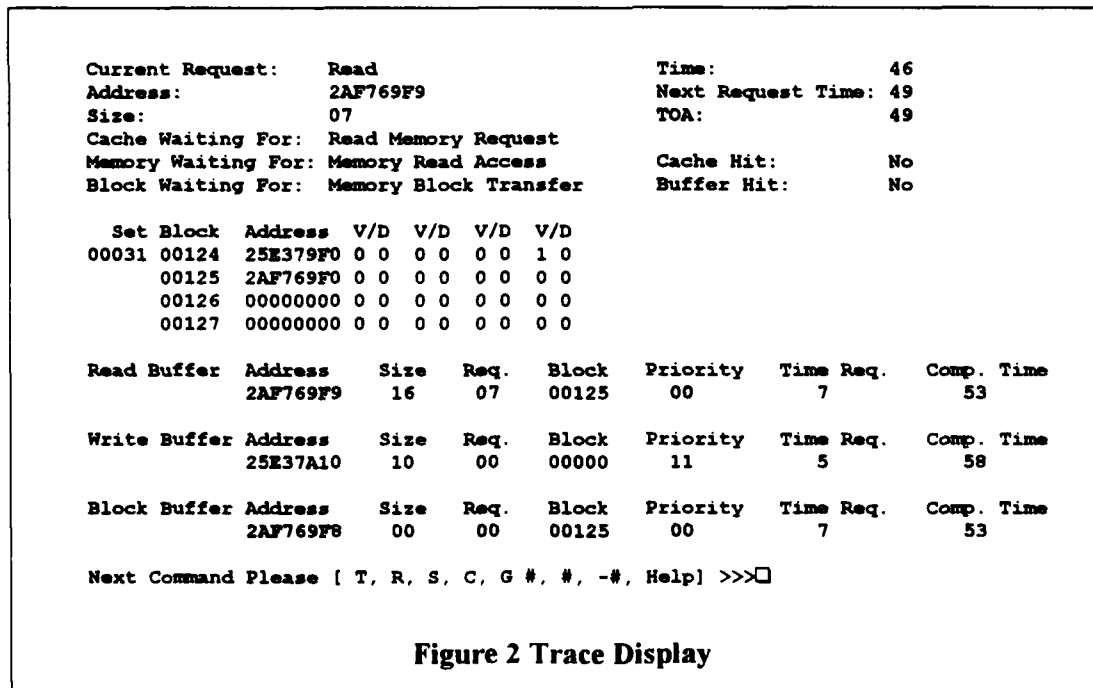 Current Request: Read Time: 46
Address: 2AF769F9 Next Request Time: 49
Size: 07 TOA: 49
Cache Waiting For: Read Memory Request
Memory Waiting For: Memory Read Access Cache Hit: No
Block Waiting For: Memory Block Transfer Buffer Hit: No
Set Block Address V/D V/D V/D V/D
00031 00124 25E379F0 0 0 0 0 0 0 1 0
00125 2AF769F0 0 0 0 0 0 0 0 0
00126 00000000 0 0 0 0 0 0 0 0
00127 00000000 0 0 0 0 0 0 0 0
Read Buffer Address Size Req. Block Priority Time Req. Comp. Time
2AF769F9 16 07 00125 00 7 53
Write Buffer Address Size Req. Block Priority Time Req. Comp. Time
25E37A10 10 00 00000 11 5 58
Block Buffer Address Size Req. Block Priority Time Req. Comp. Time
2AF769F8 00 00 00125 00 7 53
Next Command Please [ T, R, S, C, G #, #, -#, Help] >>>
Figure 2 Trace Display